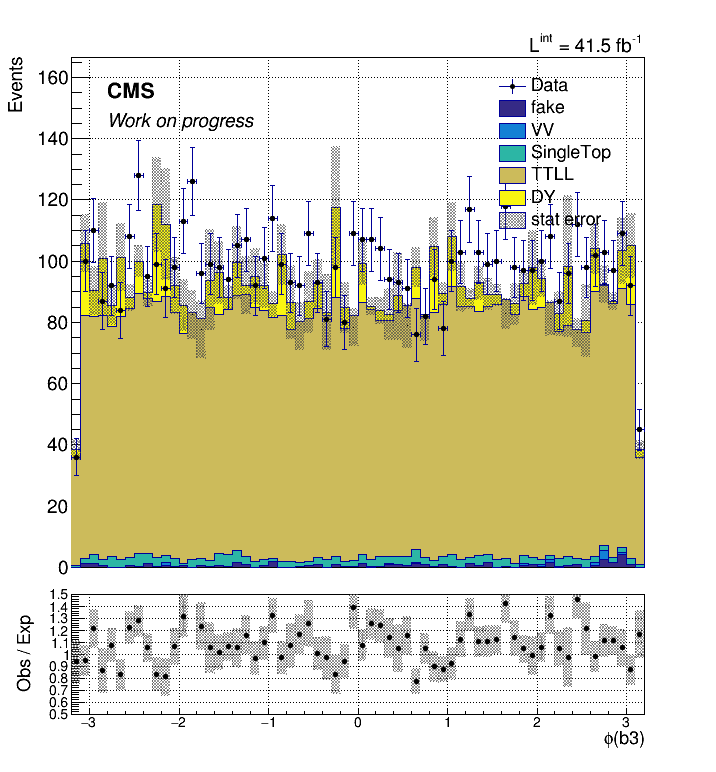 L^int = 41.5 fb^-1
Events
CMS
Work on progress
Data
fake
VV
SingleTop
TTLL
DY
stat error
160
140
120
100
80
60
40
20
0
Obs / Exp
1.5
1.4
1.3
1.2
1.1
1
0.9
0.8
0.7
0.6
0.5
−3 −2 −1 0 1 2 3
ϕ(b3)